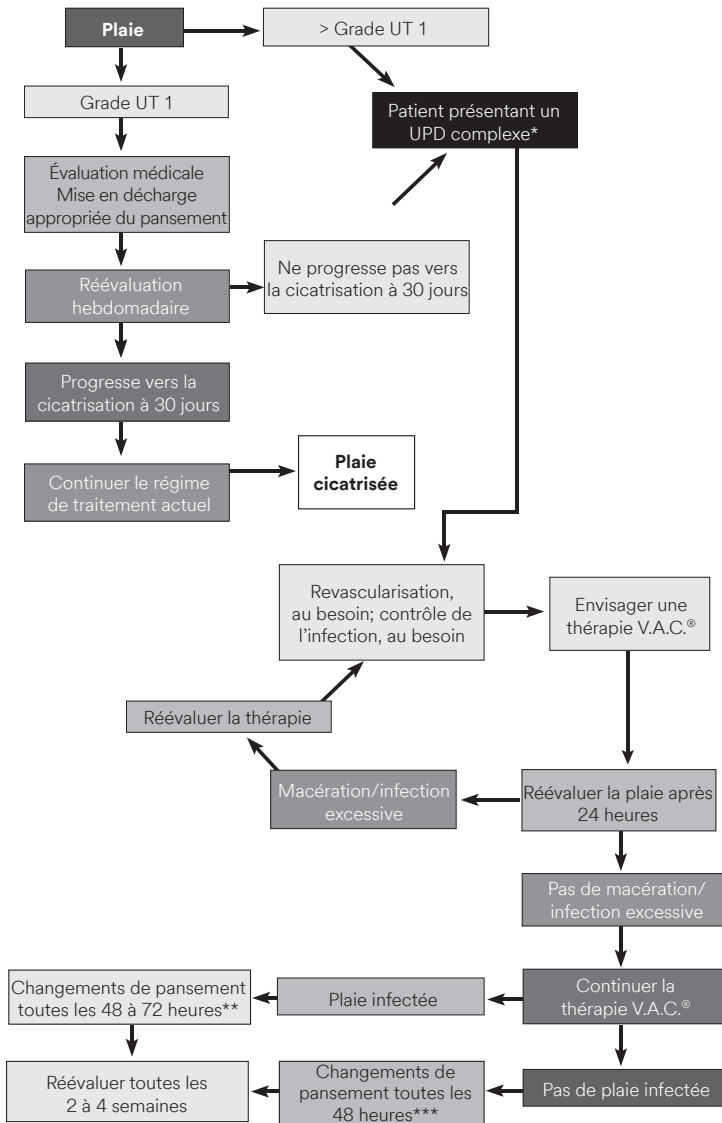 Plaie
> Grade UT 1
Grade UT 1
Patient présentant un
UPD complexe*
Évaluation médicale
Mise en décharge
appropriée du pansement
Réévaluation
hebdomadaire
Ne progresse pas vers
la cicatrisation à 30 jours
Progresse vers la
cicatrisation à 30 jours
Continuer le régime
de traitement actuel
Plaie
cicatrisée
Revascularisation,
au besoin; contrôle de
l'infection, au besoin
Envisager une
thérapie V.A.C.®
Réévaluer la thérapie
Macération/infection
excessive
Réévaluer la plaie après
24 heures
Pas de macération/
infection excessive
Changements de pansement
toutes les 48 à 72 heures**
Plaie infectée
Continuer la
thérapie V.A.C.®
Réévaluer toutes les
2 à 4 semaines
Changements de
pansement toutes les
48 heures***
Pas de plaie infectée